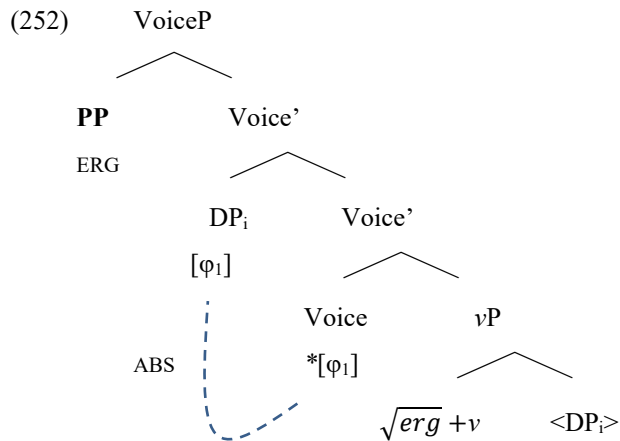 (252) VoiceP
PP Voice’
ERG
DPᵢ Voice’
[φ₁]
Voice vP
ABS *[φ₁]
√erg +v <DPᵢ>